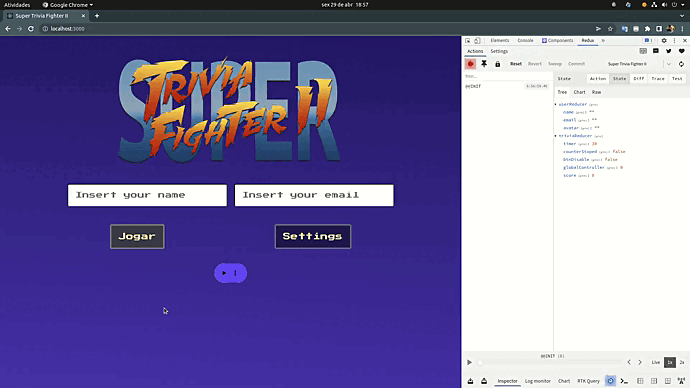 Atividades Google Chrome sex 29 de abr 18:57
Super Trivia Fighter II
localhost:3000
Elements Console Components Redux
Actions Settings
Reset Revert Sweep Commit Super Trivia Fighter II
@@INIT
State Action State Diff Trace Test
Tree Chart Raw
userReducer (pin)
name (pin): ""
email (pin): ""
avatar (pin): ""
triviaReducer (pin)
timer (pin): 30
counterStoped (pin): false
btnDisable (pin): false
globalController (pin): 0
score (pin): 0
SUPER
TRIVIA
FIGHTER II
Insert your name Insert your email
Jogar Settings
@@INIT (0)
Live 1x 2x
Inspector Log monitor Chart RTK Query